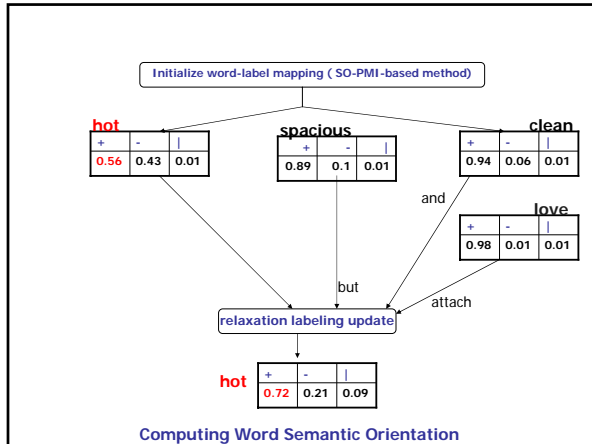 Initialize word-label mapping ( SO-PMI-based method)
hot
+ - |
0.56 0.43 0.01
spacious
+ - |
0.89 0.1 0.01
clean
+ - |
0.94 0.06 0.01
and
love
+ - |
0.98 0.01 0.01
but
attach
relaxation labeling update
hot
+ - |
0.72 0.21 0.09
Computing Word Semantic Orientation